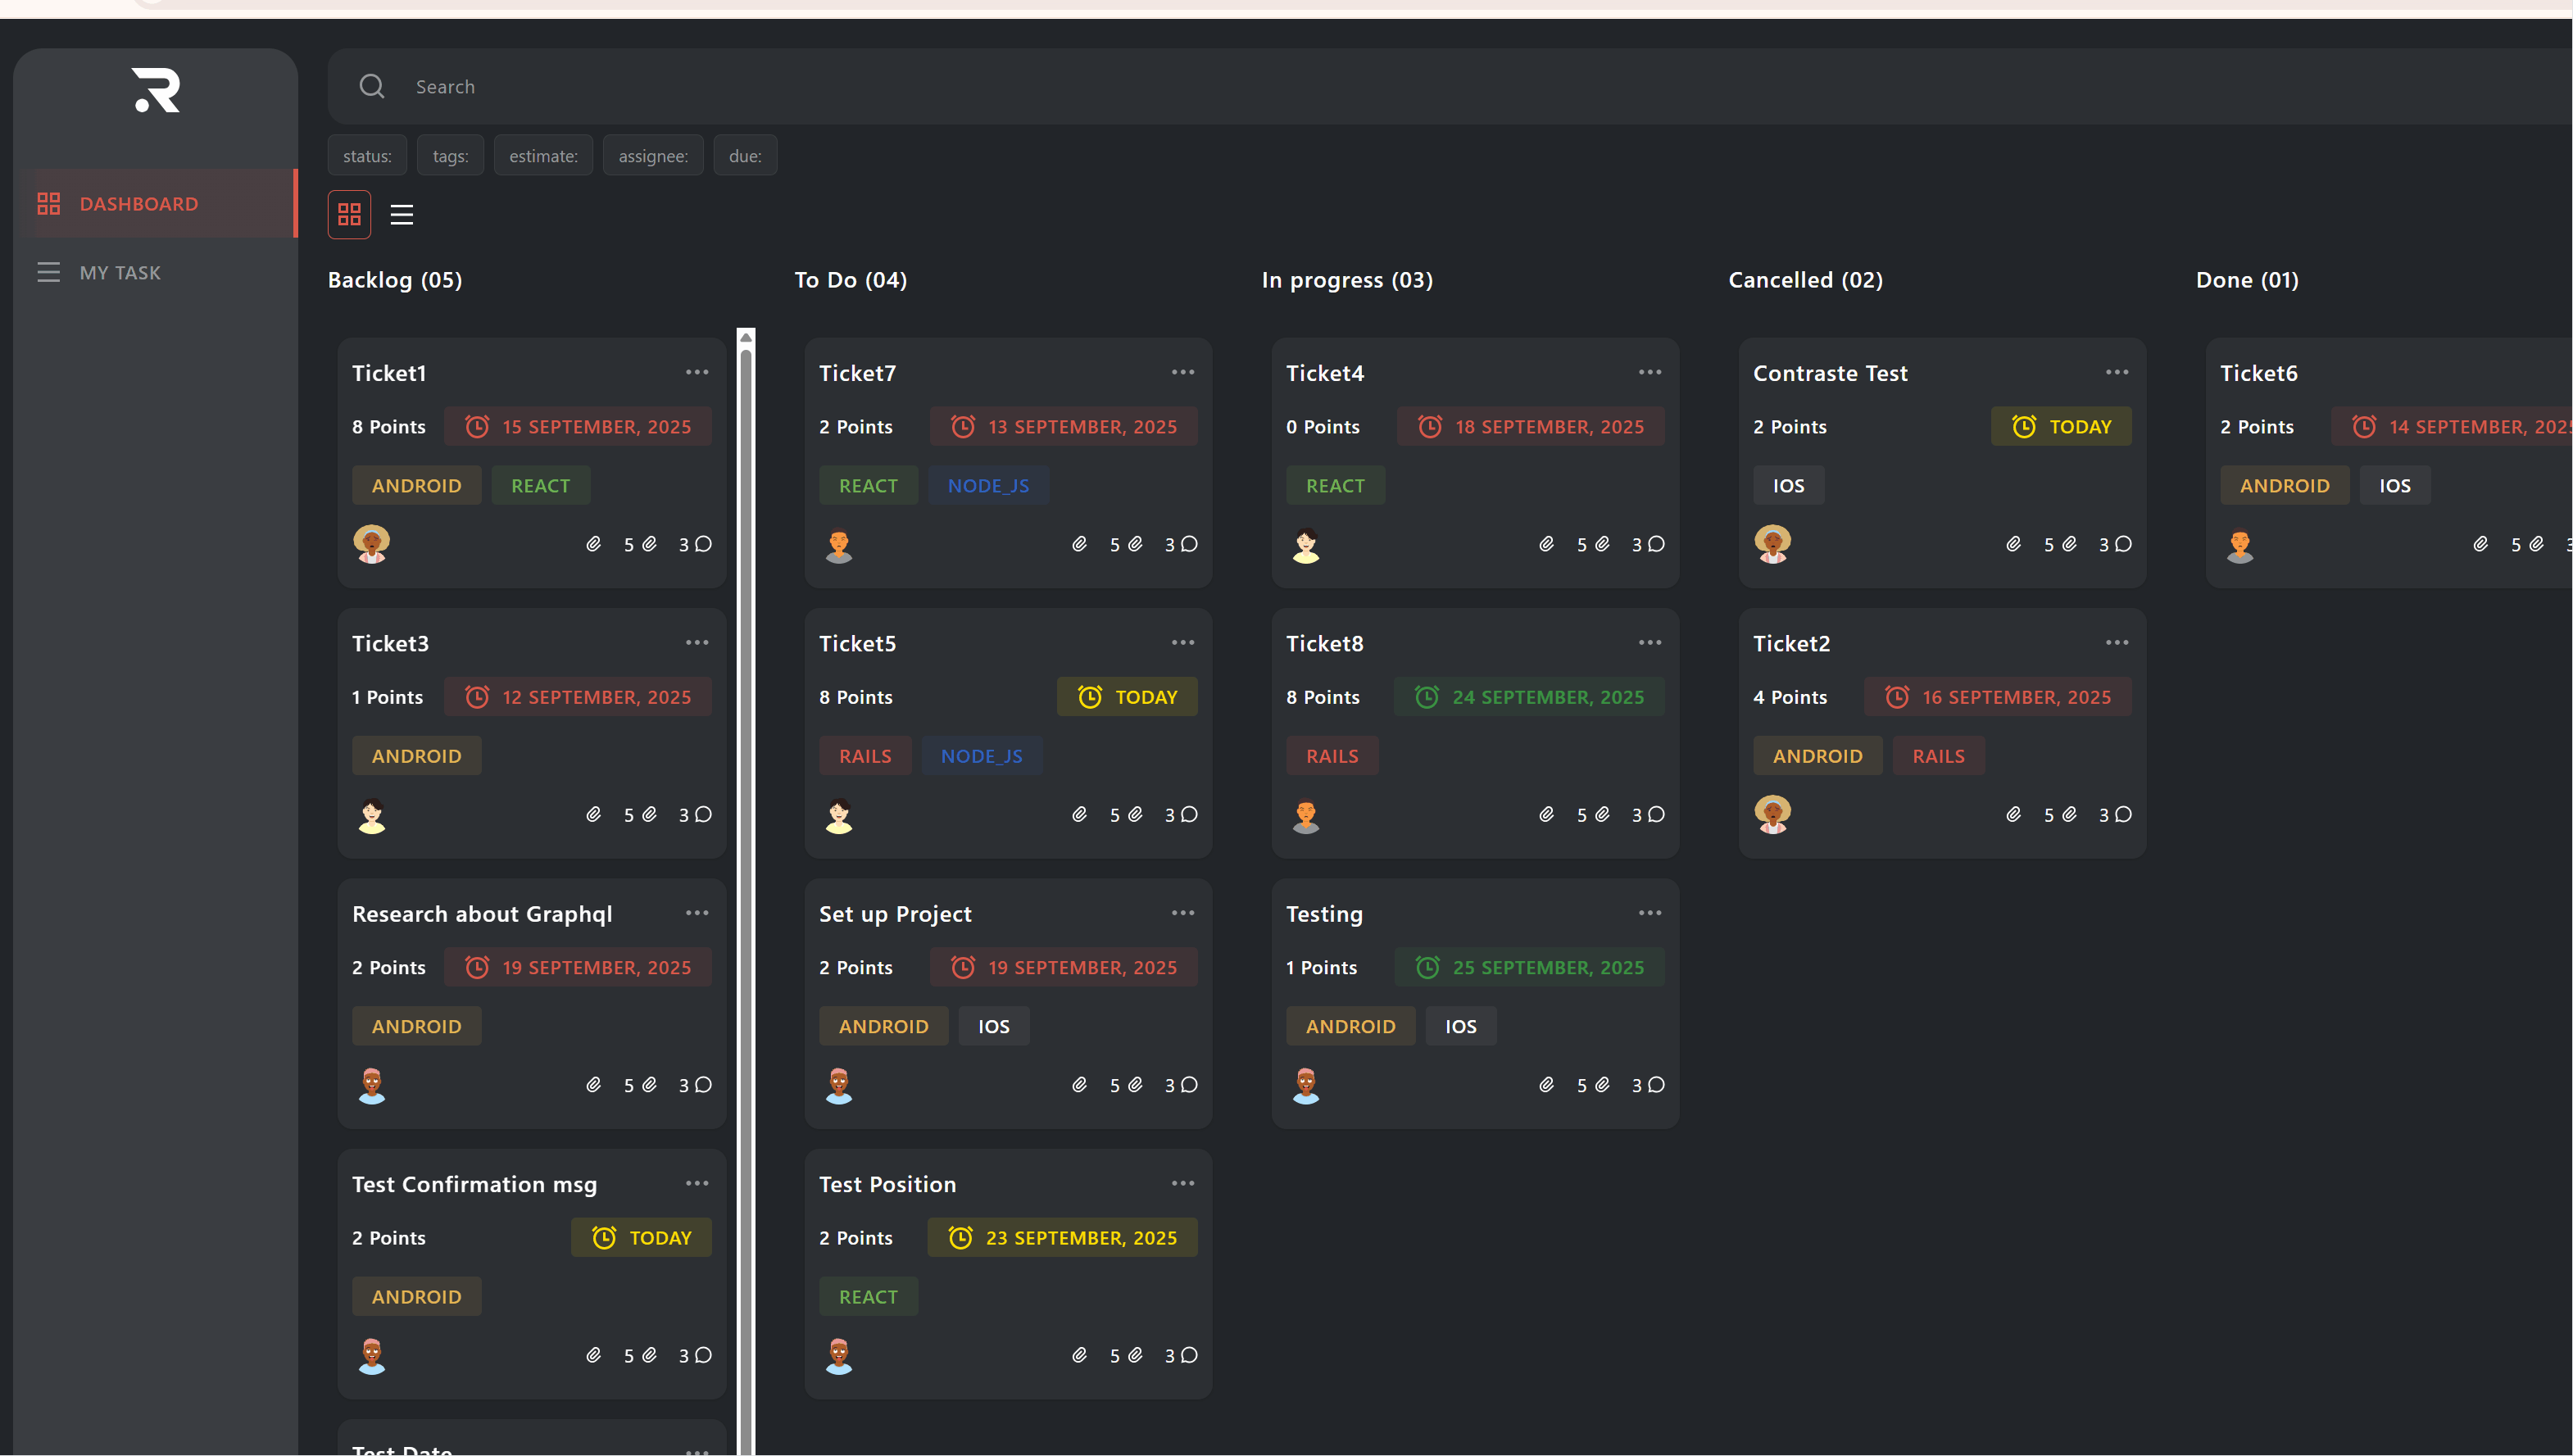 Search
status: tags: estimate: assignee: due:
DASHBOARD
MY TASK
Backlog (05)
Ticket1
8 Points 15 SEPTEMBER, 2025
ANDROID REACT
5 3
Ticket3
1 Points 12 SEPTEMBER, 2025
ANDROID
5 3
Research about Graphql
2 Points 19 SEPTEMBER, 2025
ANDROID
5 3
Test Confirmation msg
2 Points TODAY
ANDROID
5 3
Test Date
To Do (04)
Ticket7
2 Points 13 SEPTEMBER, 2025
REACT NODE_JS
5 3
Ticket5
8 Points TODAY
RAILS NODE_JS
5 3
Set up Project
2 Points 19 SEPTEMBER, 2025
ANDROID IOS
5 3
Test Position
2 Points 23 SEPTEMBER, 2025
REACT
5 3
In progress (03)
Ticket4
0 Points 18 SEPTEMBER, 2025
REACT
5 3
Ticket8
8 Points 24 SEPTEMBER, 2025
RAILS
5 3
Testing
1 Points 25 SEPTEMBER, 2025
ANDROID IOS
5 3
Cancelled (02)
Contraste Test
2 Points TODAY
IOS
5 3
Ticket2
4 Points 16 SEPTEMBER, 2025
ANDROID RAILS
5 3
Done (01)
Ticket6
2 Points 14 SEPTEMBER, 2025
ANDROID IOS
5 3